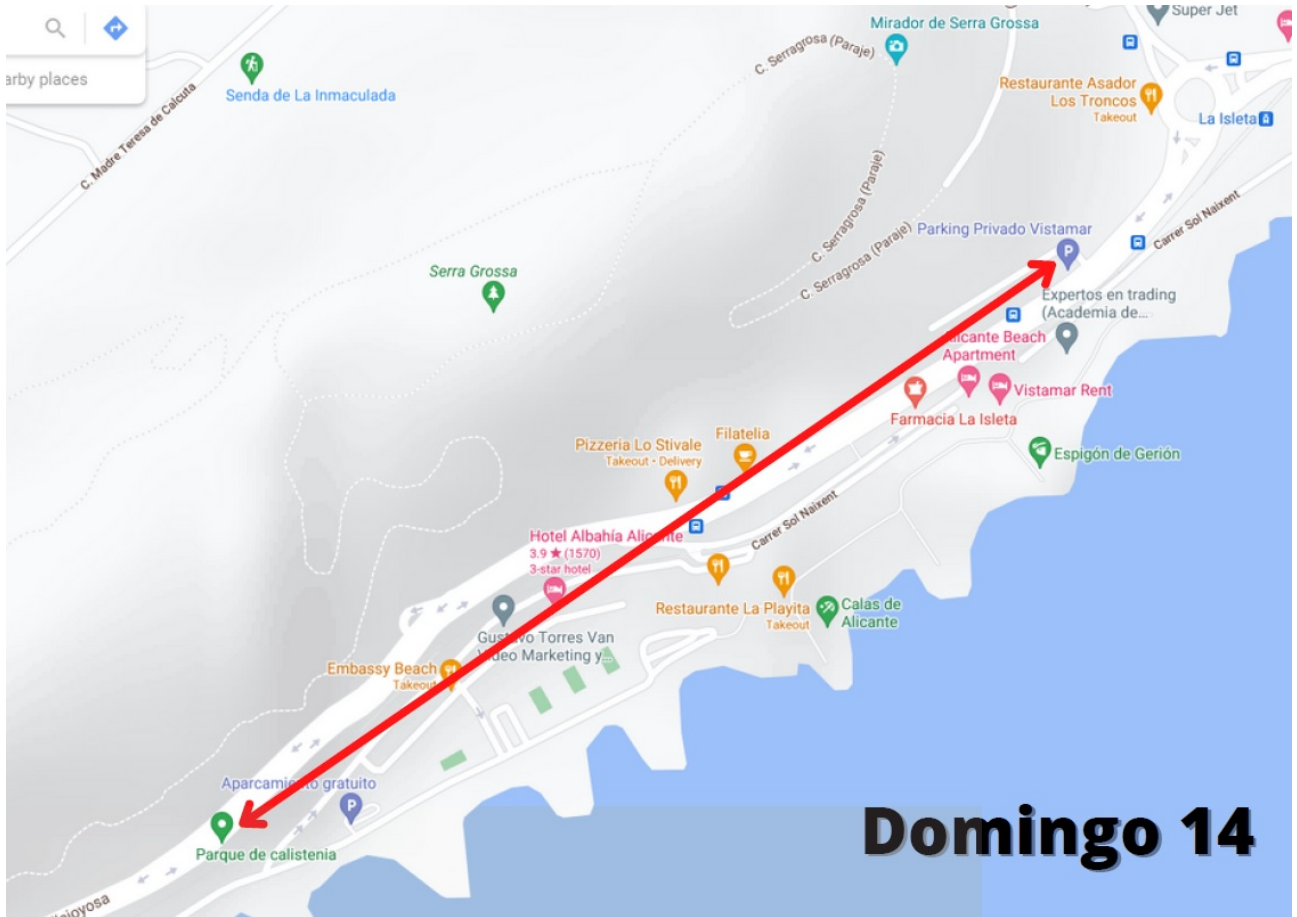 Super Jet
Mirador de Serra Grossa
C. Serragrosa (Paraje)
arby places
Senda de La Inmaculada
Restaurante Asador
Los Troncos
Takeout
La Isleta
C. Madre Teresa de Calcuta
C. Serragrosa (Paraje)
C. Serragrosa (Paraje)
Parking Privado Vistamar
Carrer Sol Naixent
Serra Grossa
Expertos en trading
(Academia de...
Alicante Beach
Apartment
Vistamar Rent
Farmacia La Isleta
Filatelia
Pizzeria Lo Stivale
Takeout • Delivery
Espigón de Gerión
Carrer Sol Naixent
Hotel Albahía Alicante
3.9 ★ (1570)
3-star hotel
Restaurante La Playita
Takeout
Calas de
Alicante
Gustavo Torres Van
Video Marketing y...
Embassy Beach
Takeout
Aparcamiento gratuito
Parque de calistenia
Domingo 14